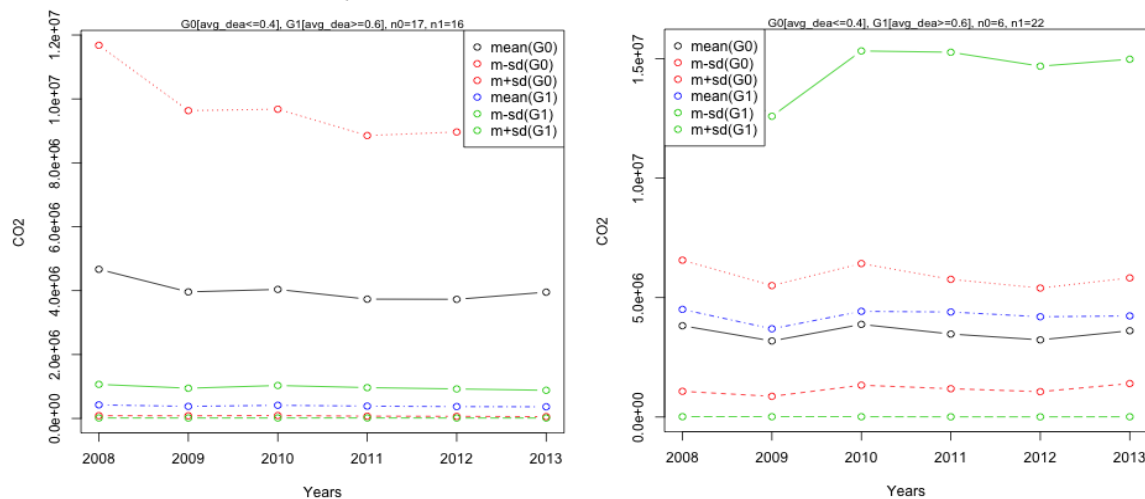 G0[avg_dea<=0.4], G1[avg_dea>=0.6], n0=17, n1=16
mean(G0)
m-sd(G0)
m+sd(G0)
mean(G1)
m-sd(G1)
m+sd(G1)
1.2e+07
1.0e+07
8.0e+06
6.0e+06
4.0e+06
2.0e+06
0.0e+00
CO2
2008 2009 2010 2011 2012 2013
Years
G0[avg_dea<=0.4], G1[avg_dea>=0.6], n0=6, n1=22
mean(G0)
m-sd(G0)
m+sd(G0)
mean(G1)
m-sd(G1)
m+sd(G1)
1.5e+07
1.0e+07
5.0e+06
0.0e+00
CO2
2008 2009 2010 2011 2012 2013
Years